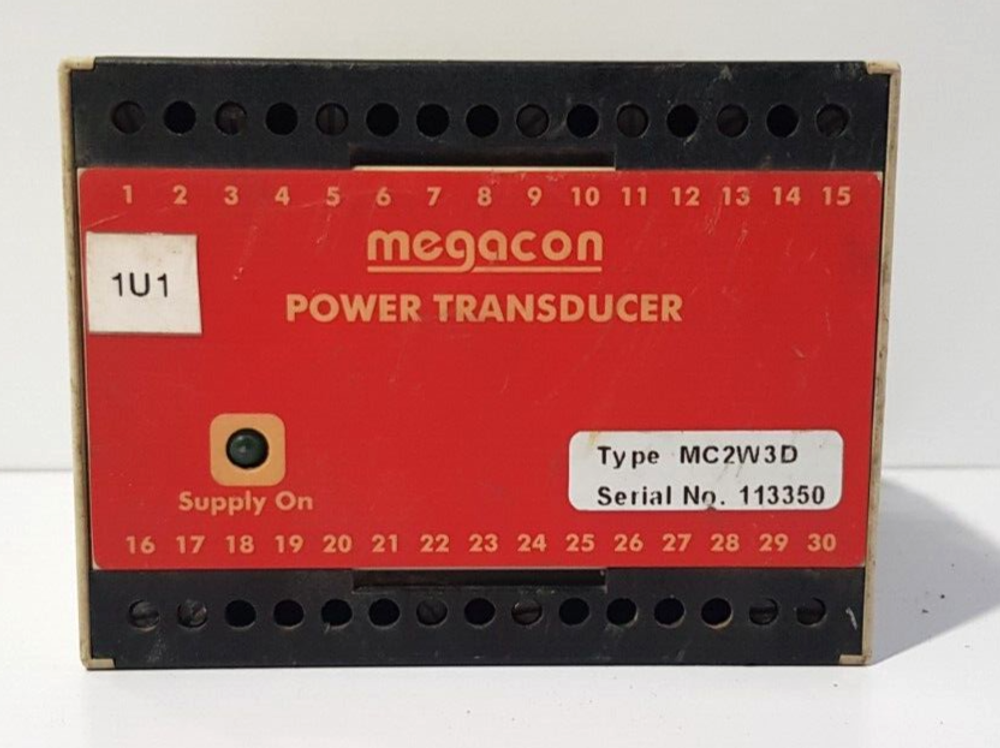 1 2 3 4 5 6 7 8 9 10 11 12 13 14 15
megacon
1U1
POWER TRANSDUCER
Type MC2W3D
Serial No. 113350
Supply On
16 17 18 19 20 21 22 23 24 25 26 27 28 29 30